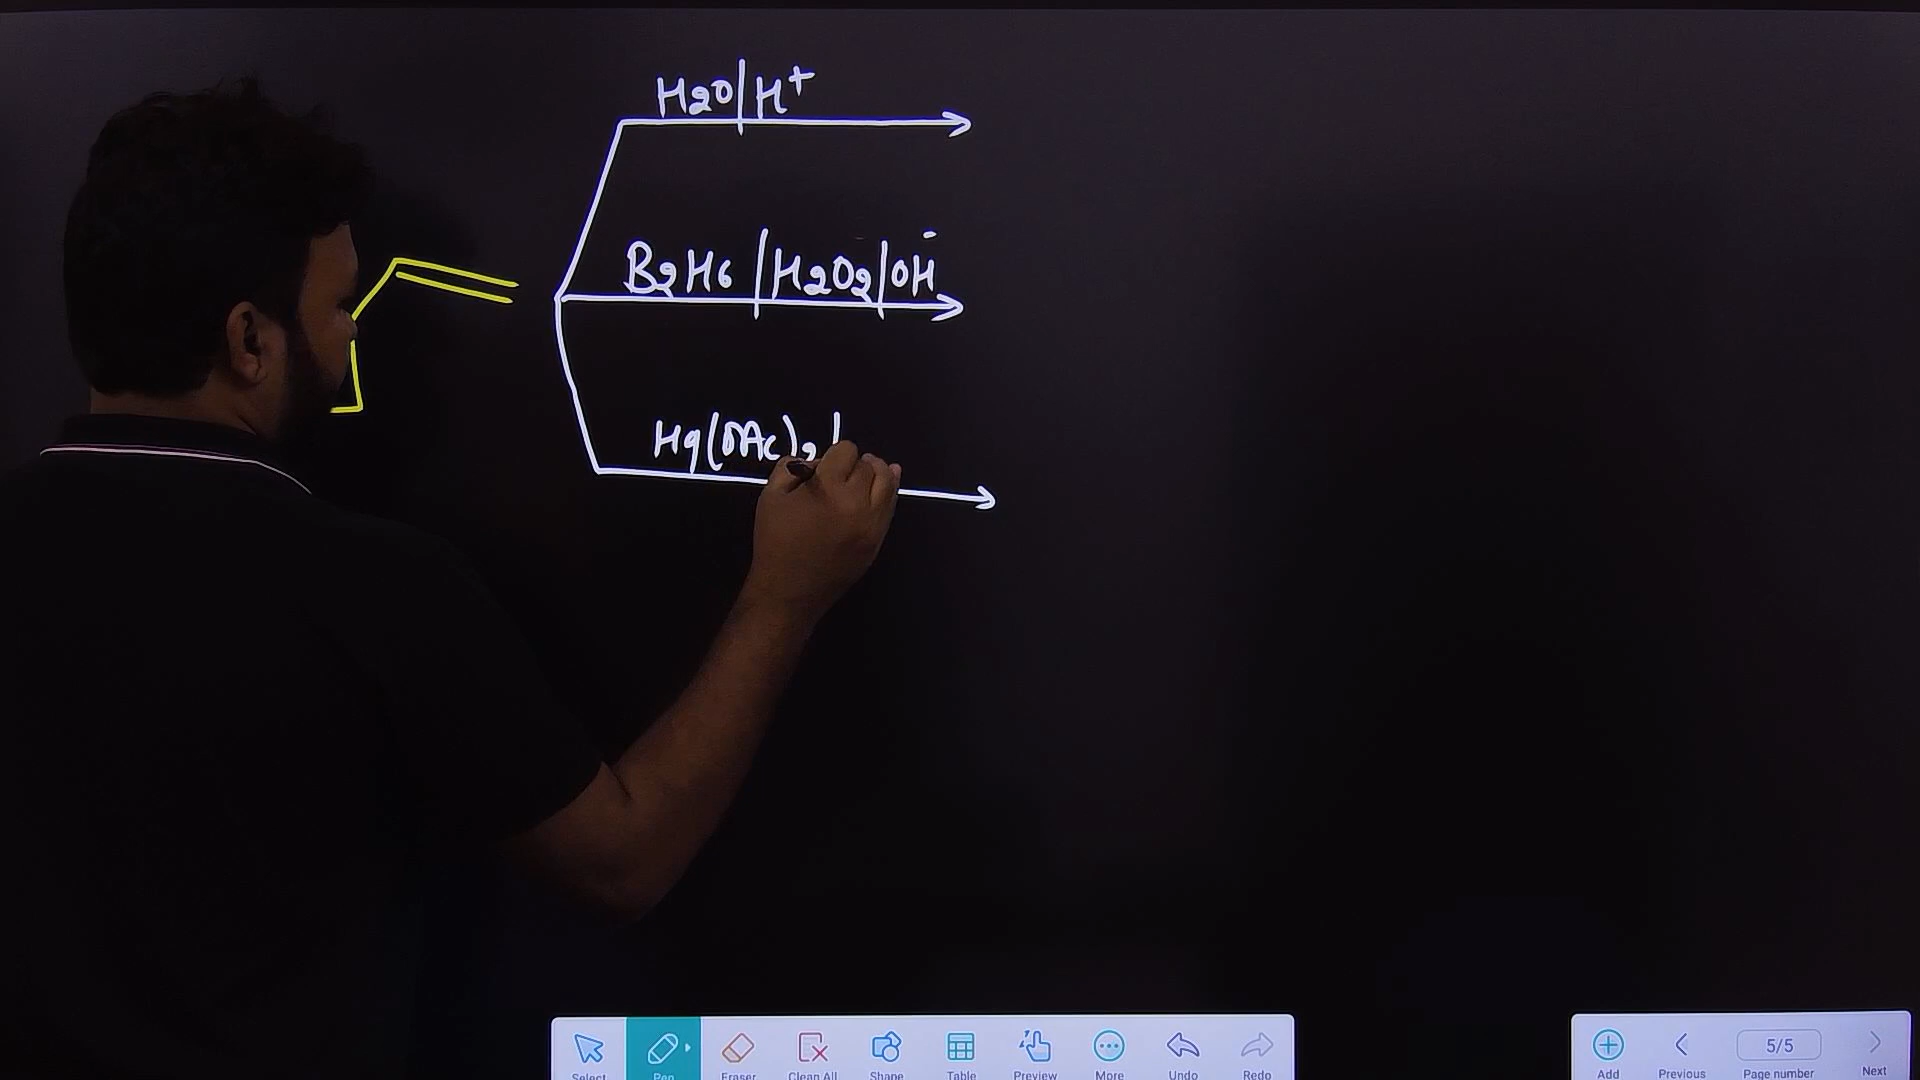 H2O|H+
B2H6|H2O2|OH-
Hg(OAc)2|
Select Pen Eraser Clean All Shape Table Preview More Undo Redo
Add Previous 5/5 Page number Next